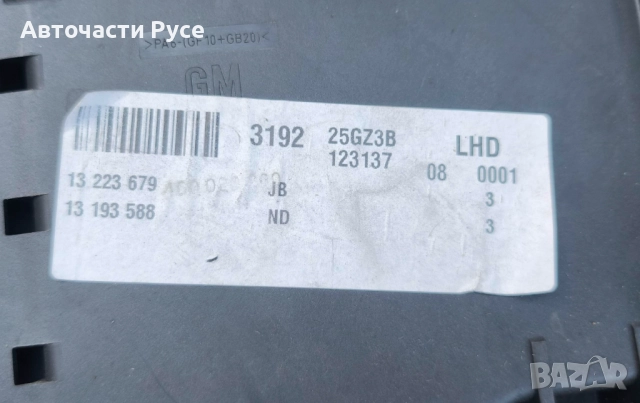 Авточасти Русе
>PA6-(GF10+GB20)<
GM
3192 25GZ3B LHD
123137 08 0001
13 223 679 JB 3
13 193 588 ND 3
BAZAR